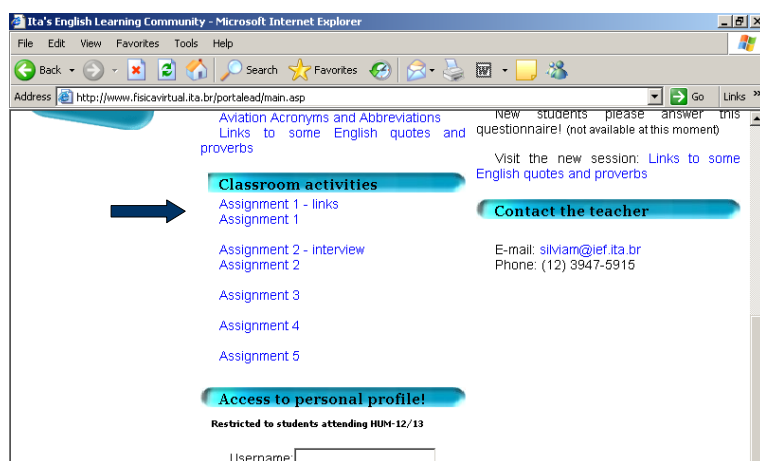 Ita's English Learning Community - Microsoft Internet Explorer
File Edit View Favorites Tools Help
Back Search Favorites
Address http://www.fisicavirtual.ita.br/portalead/main.asp Go Links »
Aviation Acronyms and Abbreviations
Links to some English quotes and
proverbs
Classroom activities
Assignment 1 - links
Assignment 1
Assignment 2 - interview
Assignment 2
Assignment 3
Assignment 4
Assignment 5
Access to personal profile!
Restricted to students attending HUM-12/13
Username:
New students please answer this
questionnaire! (not available at this moment)
Visit the new session: Links to some
English quotes and proverbs
Contact the teacher
E-mail: silviam@ief.ita.br
Phone: (12) 3947-5915